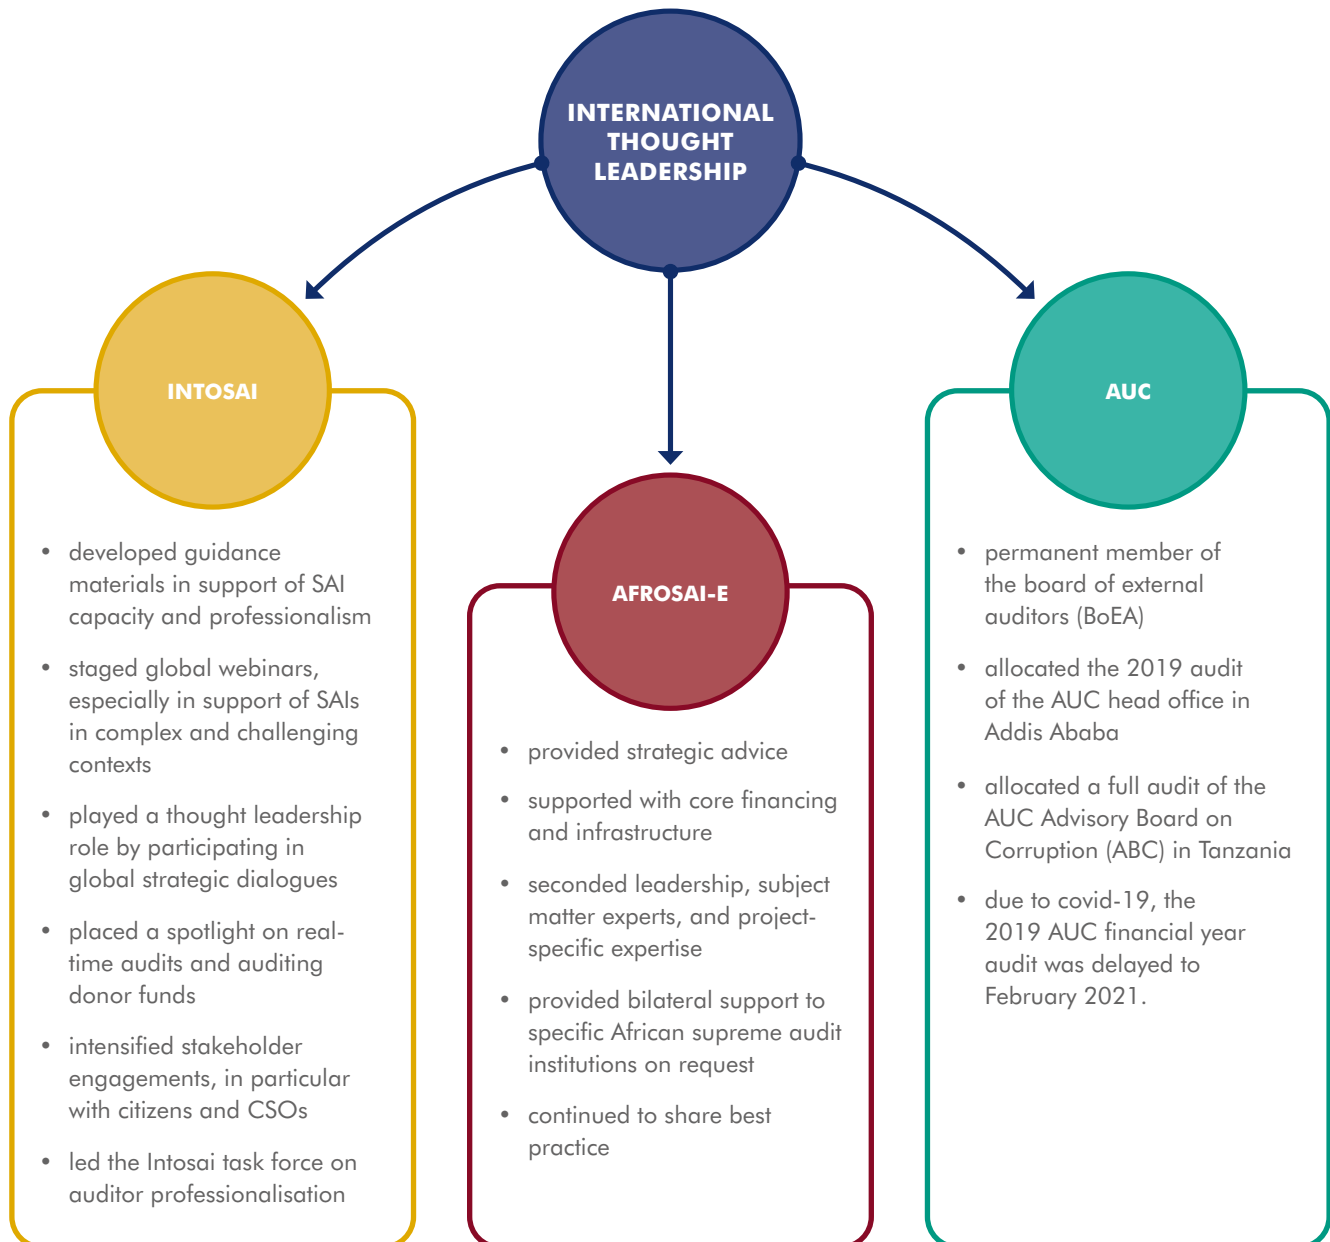 INTERNATIONAL
THOUGHT
LEADERSHIP
INTOSAI
• developed guidance
materials in support of SAI
capacity and professionalism
• staged global webinars,
especially in support of SAIs
in complex and challenging
contexts
• played a thought leadership
role by participating in
global strategic dialogues
• placed a spotlight on real-
time audits and auditing
donor funds
• intensified stakeholder
engagements, in particular
with citizens and CSOs
• led the Intosai task force on
auditor professionalisation
AFROSAI-E
• provided strategic advice
• supported with core financing
and infrastructure
• seconded leadership, subject
matter experts, and project-
specific expertise
• provided bilateral support to
specific African supreme audit
institutions on request
• continued to share best
practice
AUC
• permanent member of
the board of external
auditors (BoEA)
• allocated the 2019 audit
of the AUC head office in
Addis Ababa
• allocated a full audit of the
AUC Advisory Board on
Corruption (ABC) in Tanzania
• due to covid-19, the
2019 AUC financial year
audit was delayed to
February 2021.